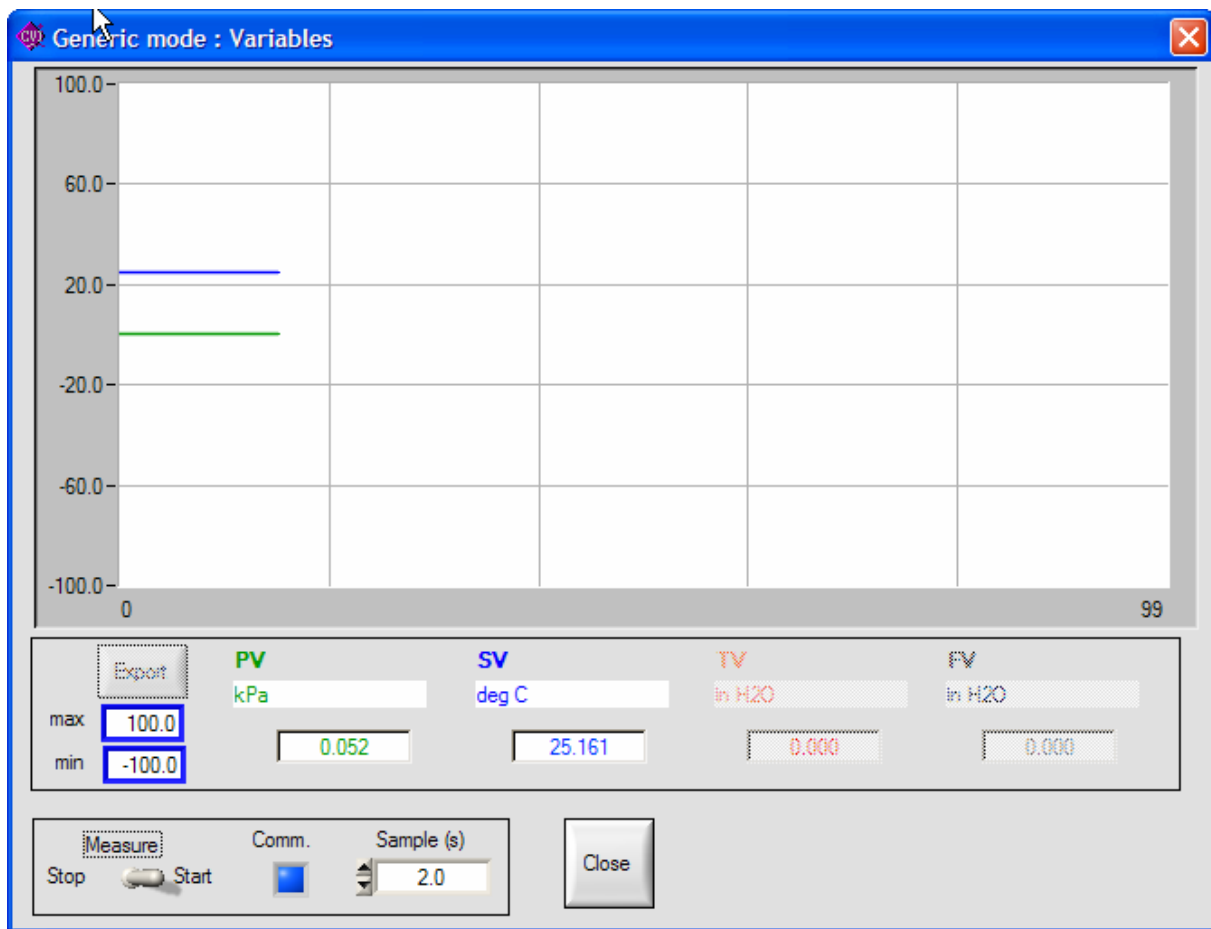 CVI Generic mode : Variables
100.0
60.0
20.0
-20.0
-60.0
-100.0
0 99
Export PV SV TV FV
kPa deg C in H2O in H2O
max 100.0
0.052 25.161 0.000 0.000
min -100.0
Measure Comm. Sample (s)
Stop Start 2.0
Close